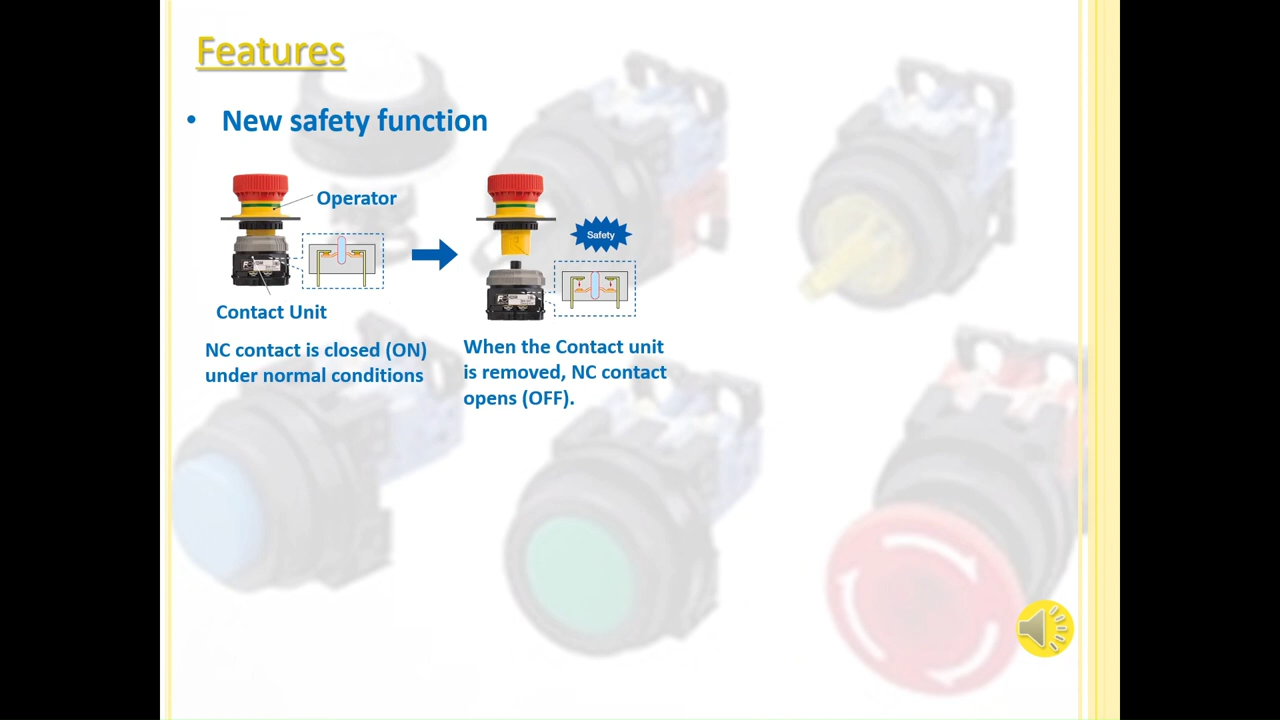 Features
• New safety function
Operator
Contact Unit
NC contact is closed (ON)
under normal conditions
Safety
When the Contact unit
is removed, NC contact
opens (OFF).